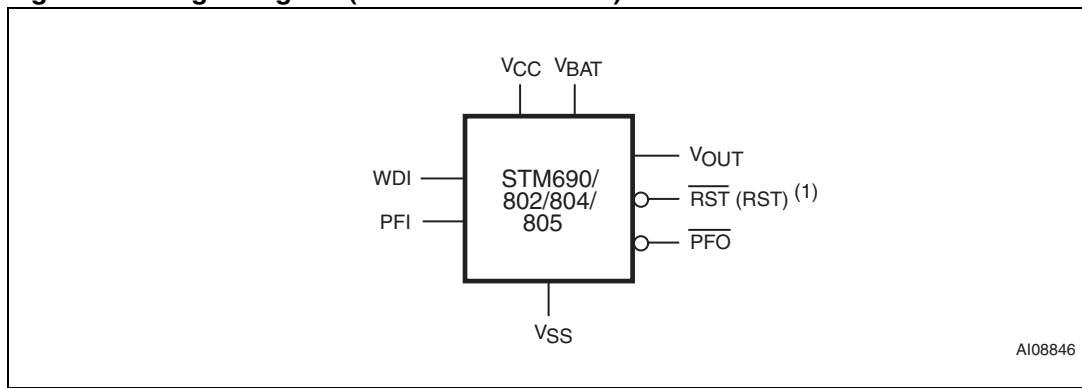 VCC VBAT
VOUT
WDI
STM690/
802/804/
805
RST (RST) (1)
PFI
PFO
VSS
AI08846